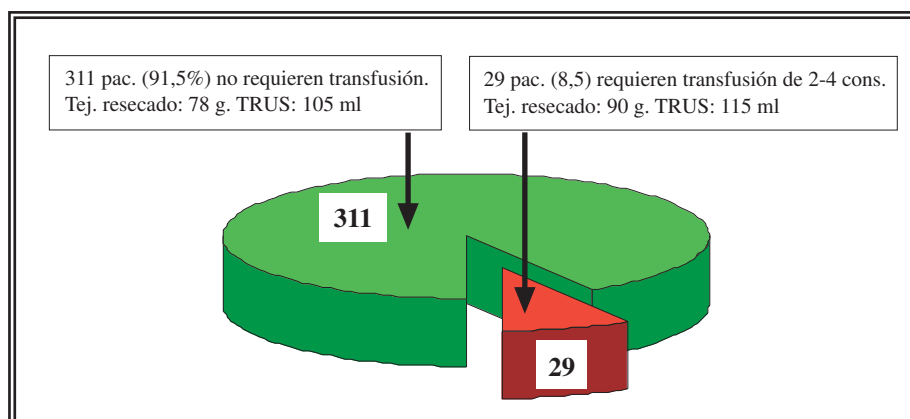 311 pac. (91,5%) no requieren transfusión.
Tej. resecado: 78 g. TRUS: 105 ml
29 pac. (8,5) requieren transfusión de 2-4 cons.
Tej. resecado: 90 g. TRUS: 115 ml
311
29